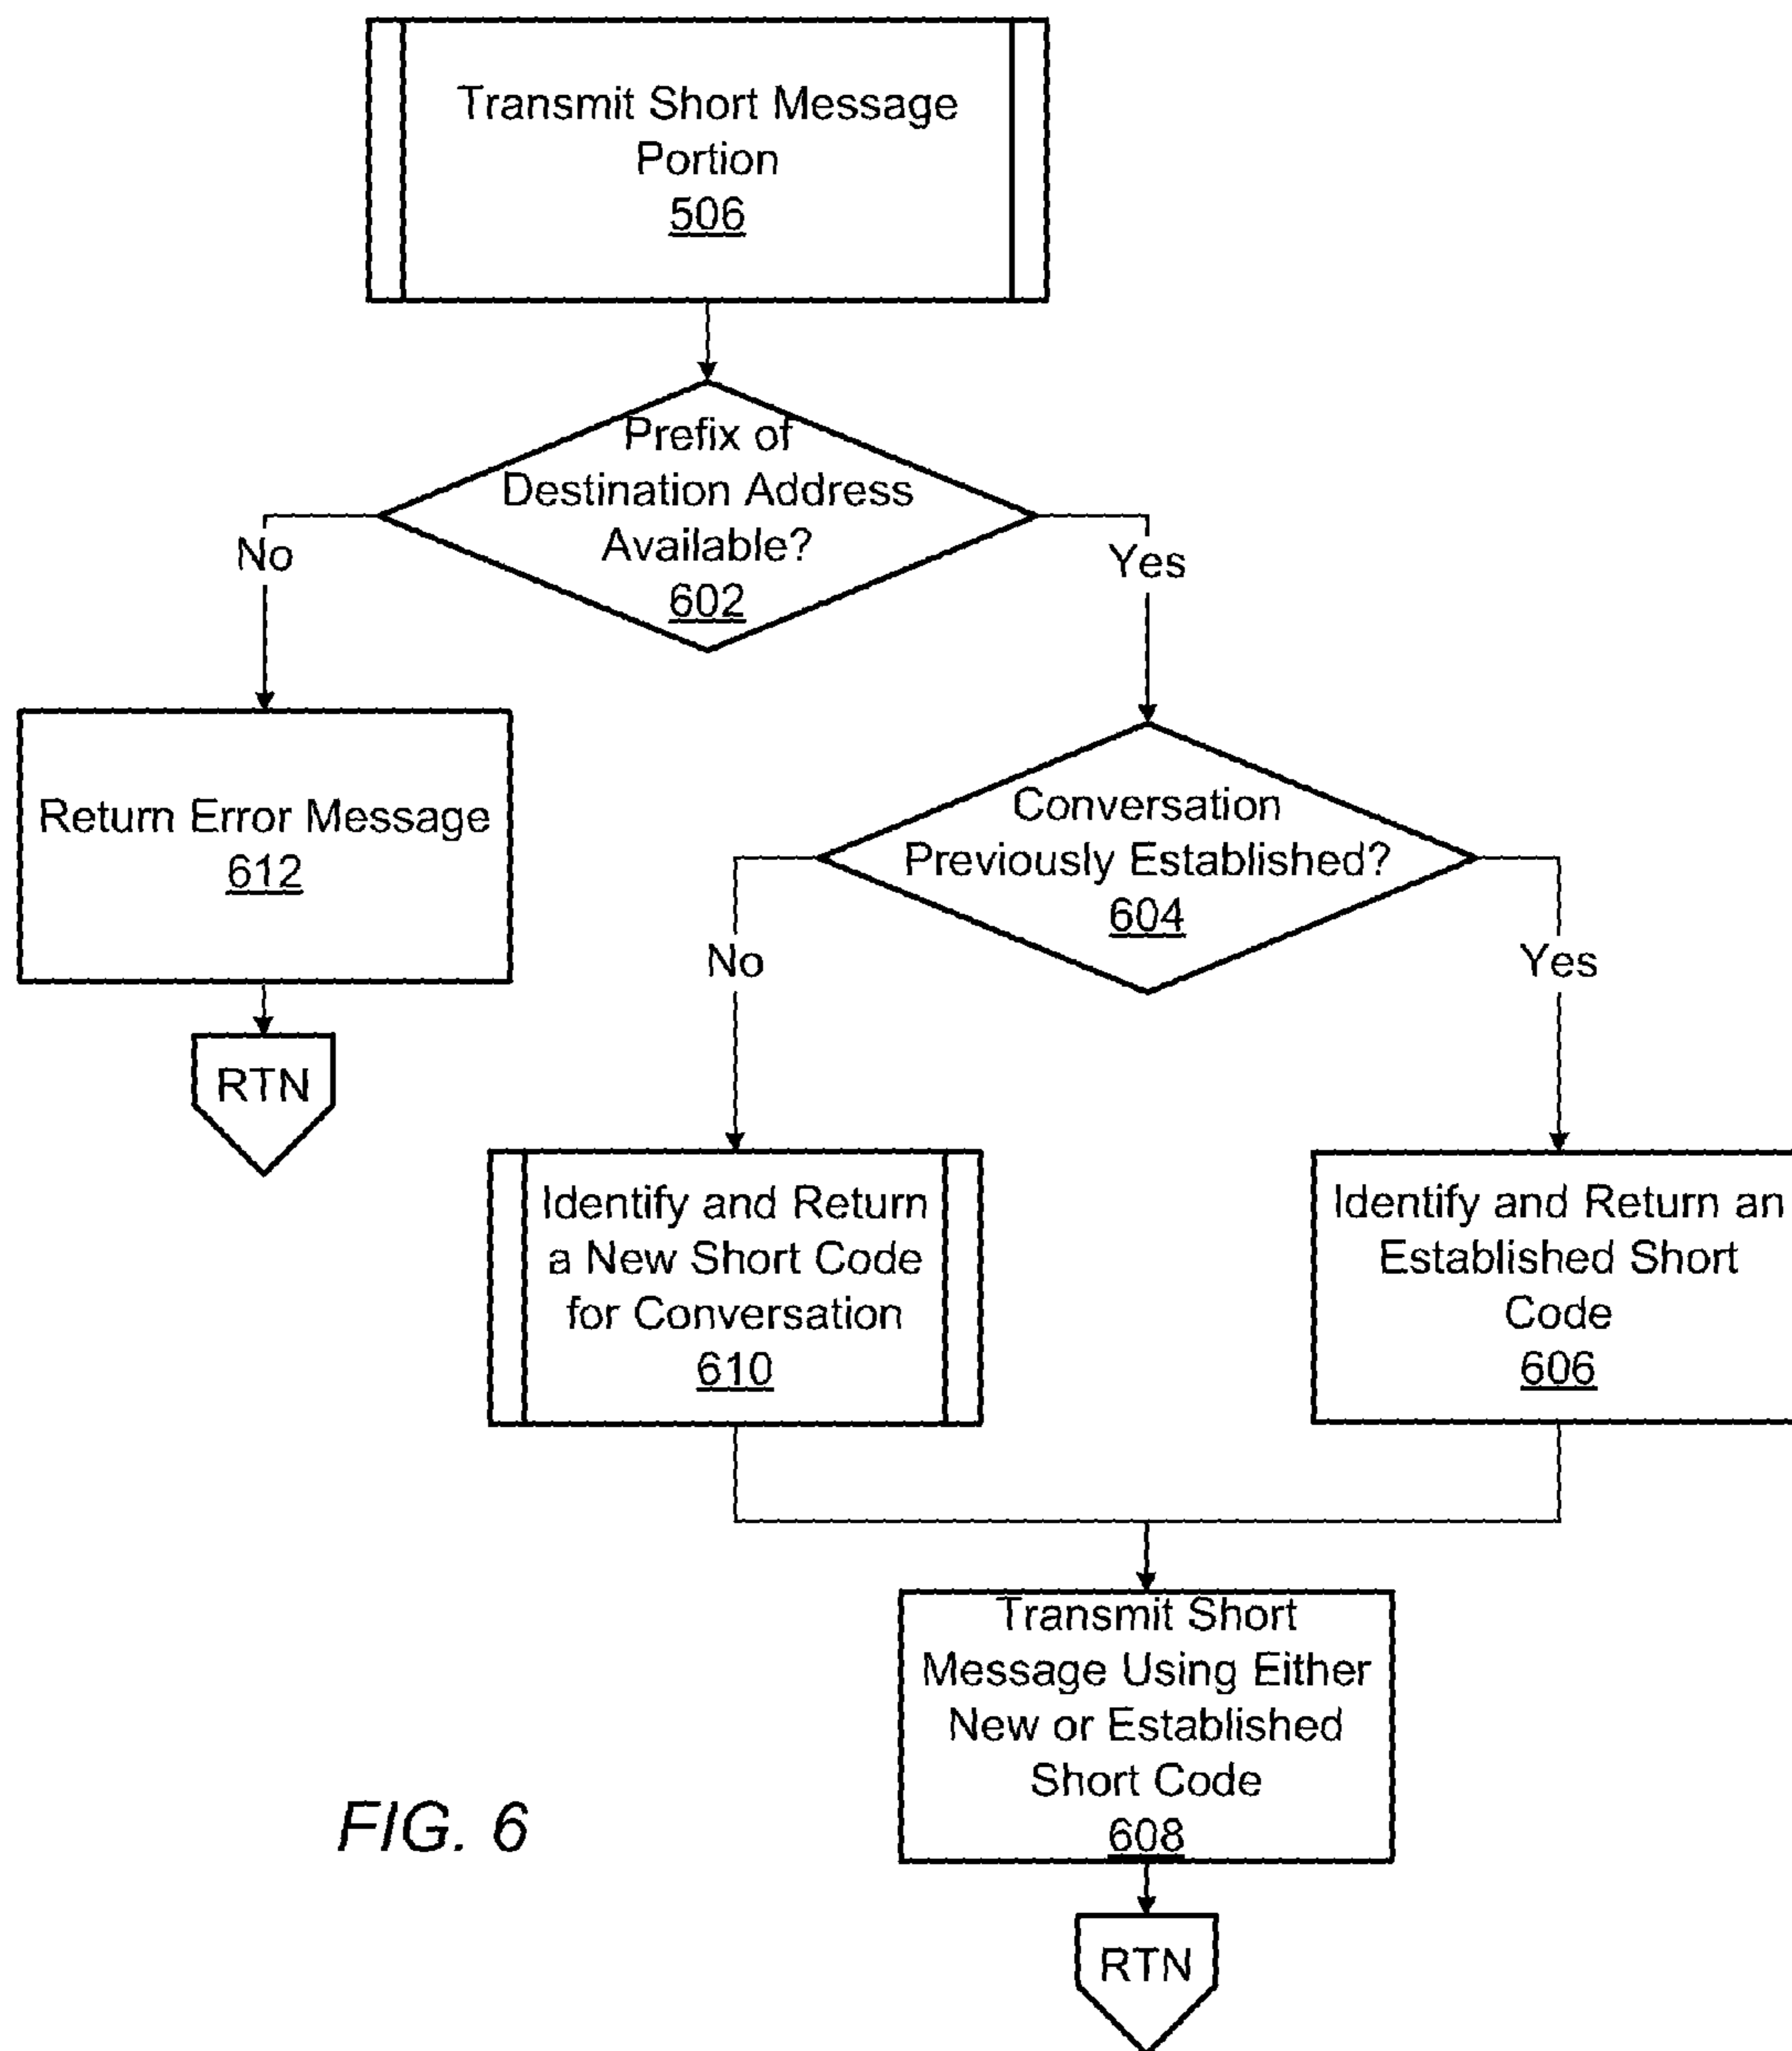 Transmit Short Message
Portion
506
Prefix of
Destination Address
Available?
602
No
Yes
Return Error Message
612
RTN
Conversation
Previously Established?
604
No
Yes
Identify and Return
a New Short Code
for Conversation
610
Identify and Return an
Established Short
Code
606
Transmit Short
Message Using Either
New or Established
Short Code
608
RTN
FIG. 6